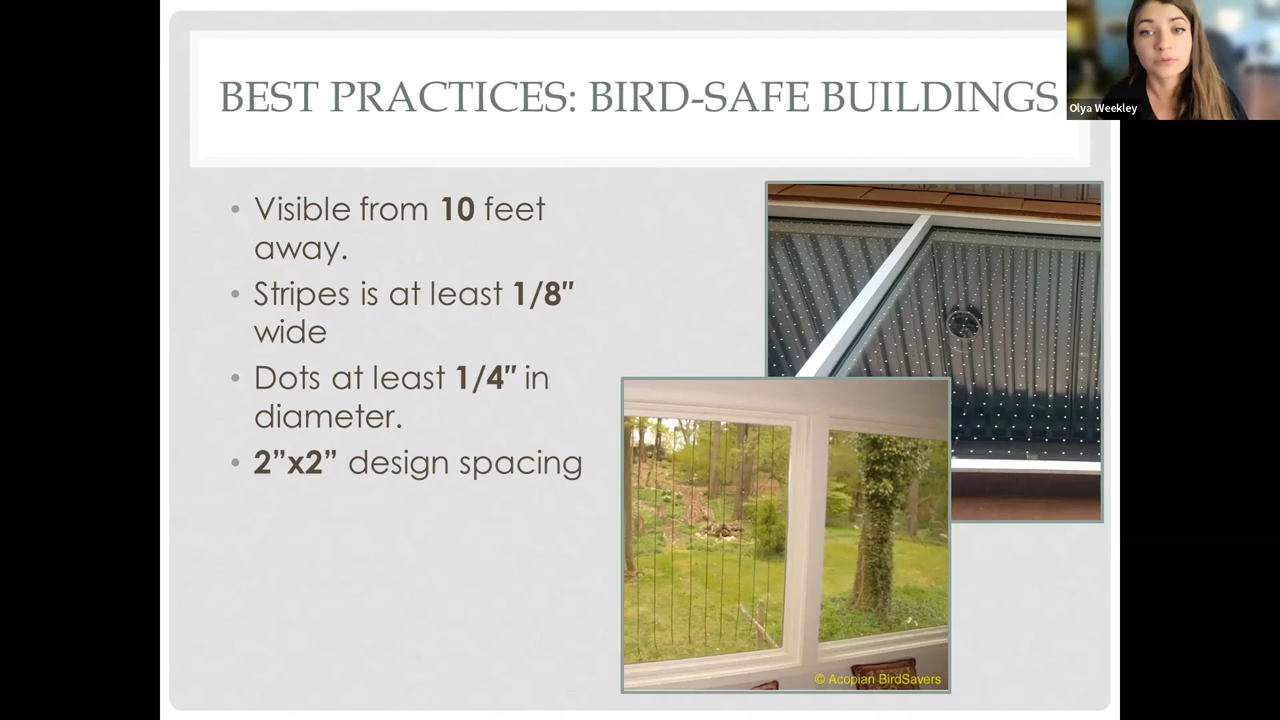 BEST PRACTICES: BIRD-SAFE BUILDINGS
Olya Weekley
• Visible from 10 feet
away.
• Stripes is at least 1/8″
wide
• Dots at least 1/4″ in
diameter.
• 2”x2” design spacing
© Acopian BirdSavers